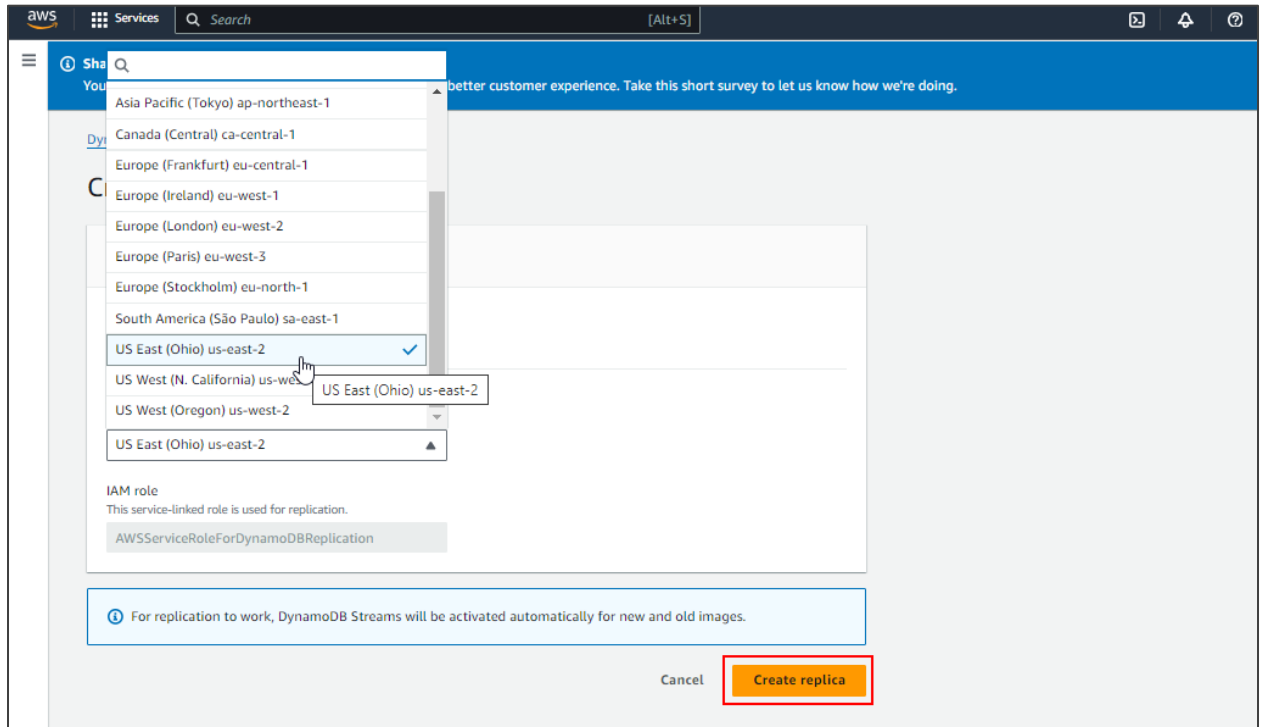 aws
Services
Search
[Alt+S]
Sha
You
better customer experience. Take this short survey to let us know how we're doing.
Asia Pacific (Tokyo) ap-northeast-1
Canada (Central) ca-central-1
Europe (Frankfurt) eu-central-1
Europe (Ireland) eu-west-1
Europe (London) eu-west-2
Europe (Paris) eu-west-3
Europe (Stockholm) eu-north-1
South America (São Paulo) sa-east-1
US East (Ohio) us-east-2
US West (N. California) us-wes
US East (Ohio) us-east-2
US West (Oregon) us-west-2
US East (Ohio) us-east-2
IAM role
This service-linked role is used for replication.
AWSServiceRoleForDynamoDBReplication
For replication to work, DynamoDB Streams will be activated automatically for new and old images.
Cancel
Create replica